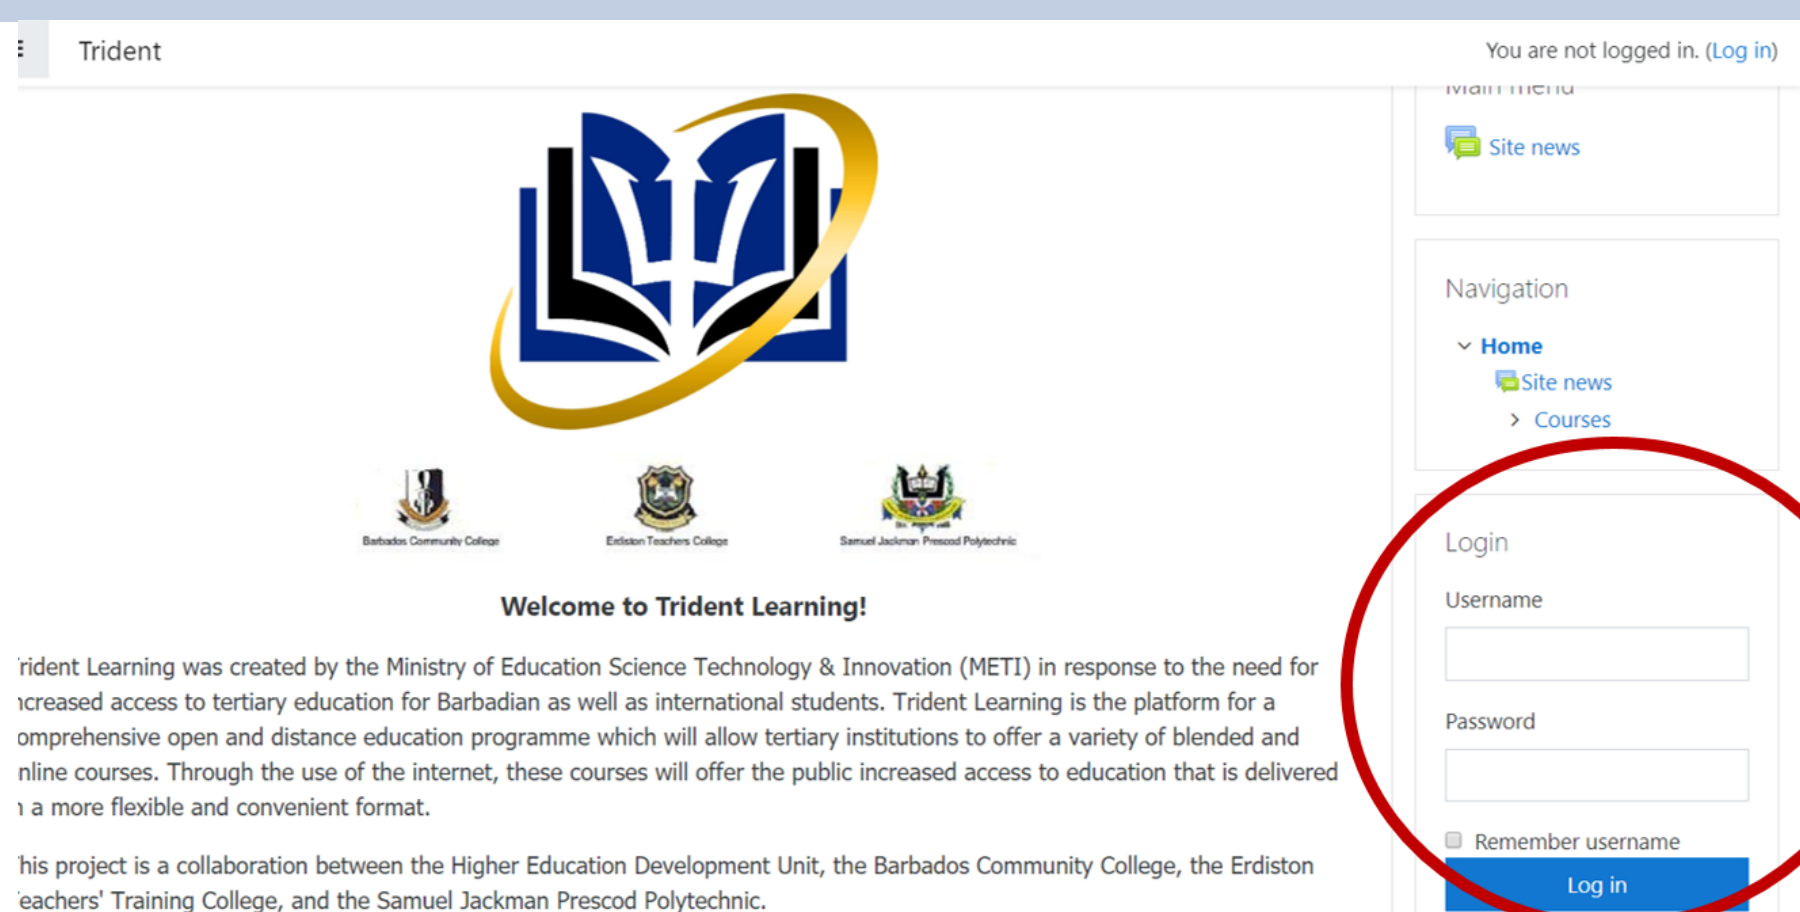 Trident
You are not logged in. (Log in)
Main menu
Site news
Navigation
Home
Site news
Courses
Login
Username
Password
Remember username
Log in
Barbados Community College
Erdiston Teachers College
Samuel Jackman Prescod Polytechnic
Welcome to Trident Learning!
rident Learning was created by the Ministry of Education Science Technology & Innovation (METI) in response to the need for
ncreased access to tertiary education for Barbadian as well as international students. Trident Learning is the platform for a
omprehensive open and distance education programme which will allow tertiary institutions to offer a variety of blended and
nline courses. Through the use of the internet, these courses will offer the public increased access to education that is delivered
n a more flexible and convenient format.
his project is a collaboration between the Higher Education Development Unit, the Barbados Community College, the Erdiston
eachers' Training College, and the Samuel Jackman Prescod Polytechnic.